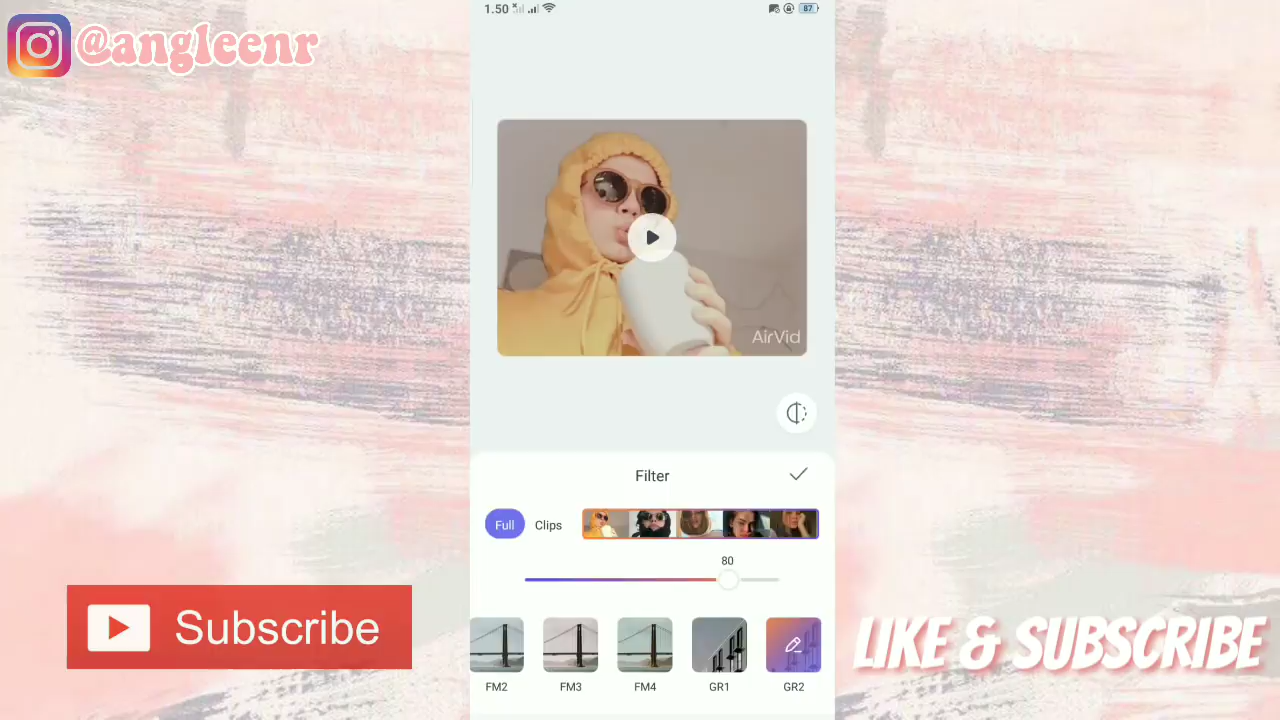 @angleenr
1.50
87
AirVid
Filter
Full
Clips
80
FM2
FM3
FM4
GR1
GR2
Subscribe
LIKE & SUBSCRIBE